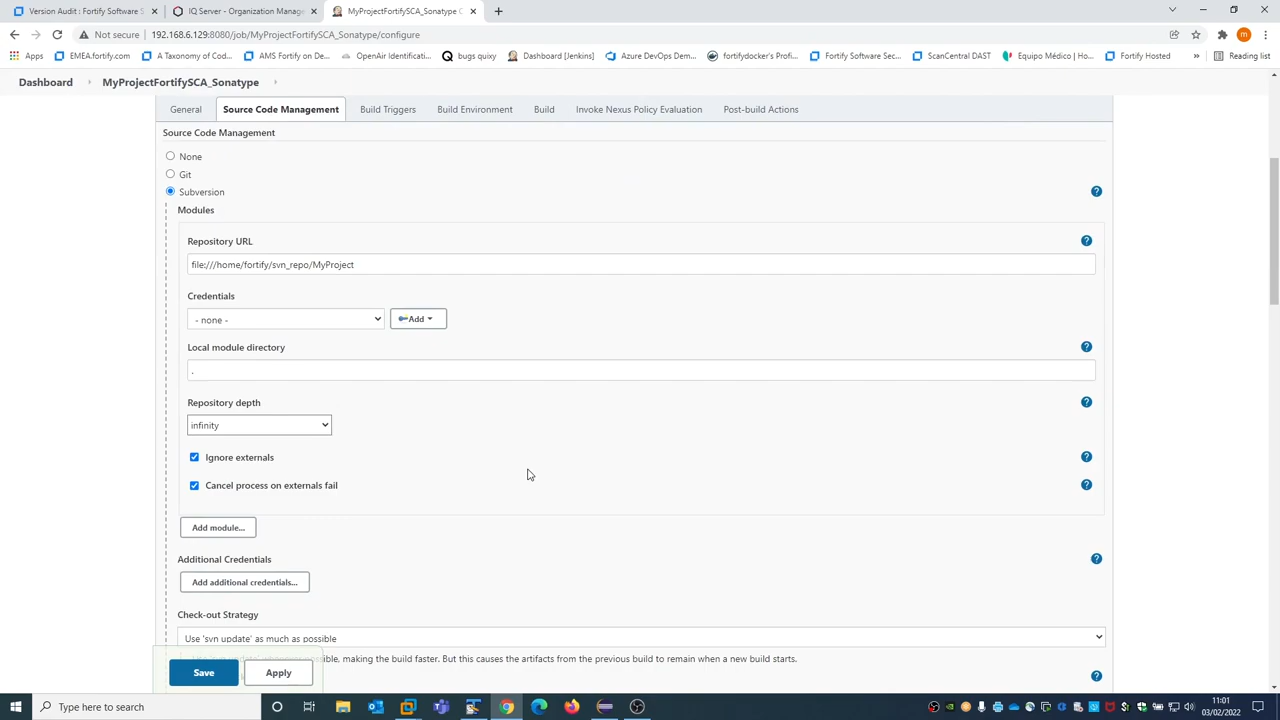 Version Audit : Fortify Software S
IQ Server - Organization Manage
MyProjectFortifySCA_Sonatype C
Not secure
192.168.6.129:8080/job/MyProjectFortifySCA_Sonatype/configure
m
Apps
EMEA.fortify.com
A Taxonomy of Cod...
AMS Fortify on De...
OpenAir Identificati...
bugs quixy
Dashboard [Jenkins]
Azure DevOps Dem...
fortifydocker's Profi...
Fortify Software Sec...
ScanCentral DAST
Equipo Médico | Ho...
Fortify Hosted
»
Reading list
Dashboard
MyProjectFortifySCA_Sonatype
General
Source Code Management
Build Triggers
Build Environment
Build
Invoke Nexus Policy Evaluation
Post-build Actions
Source Code Management
None
Git
Subversion
?
Modules
Repository URL
?
file:///home/fortify/svn_repo/MyProject
Credentials
- none -
Add
Local module directory
?
.
Repository depth
?
infinity
Ignore externals
?
Cancel process on externals fail
?
Add module...
Additional Credentials
?
Add additional credentials...
Check-out Strategy
Use 'svn update' as much as possible
possible, making the build faster. But this causes the artifacts from the previous build to remain when a new build starts.
Save
Apply
?
Type here to search
11:01
03/02/2022